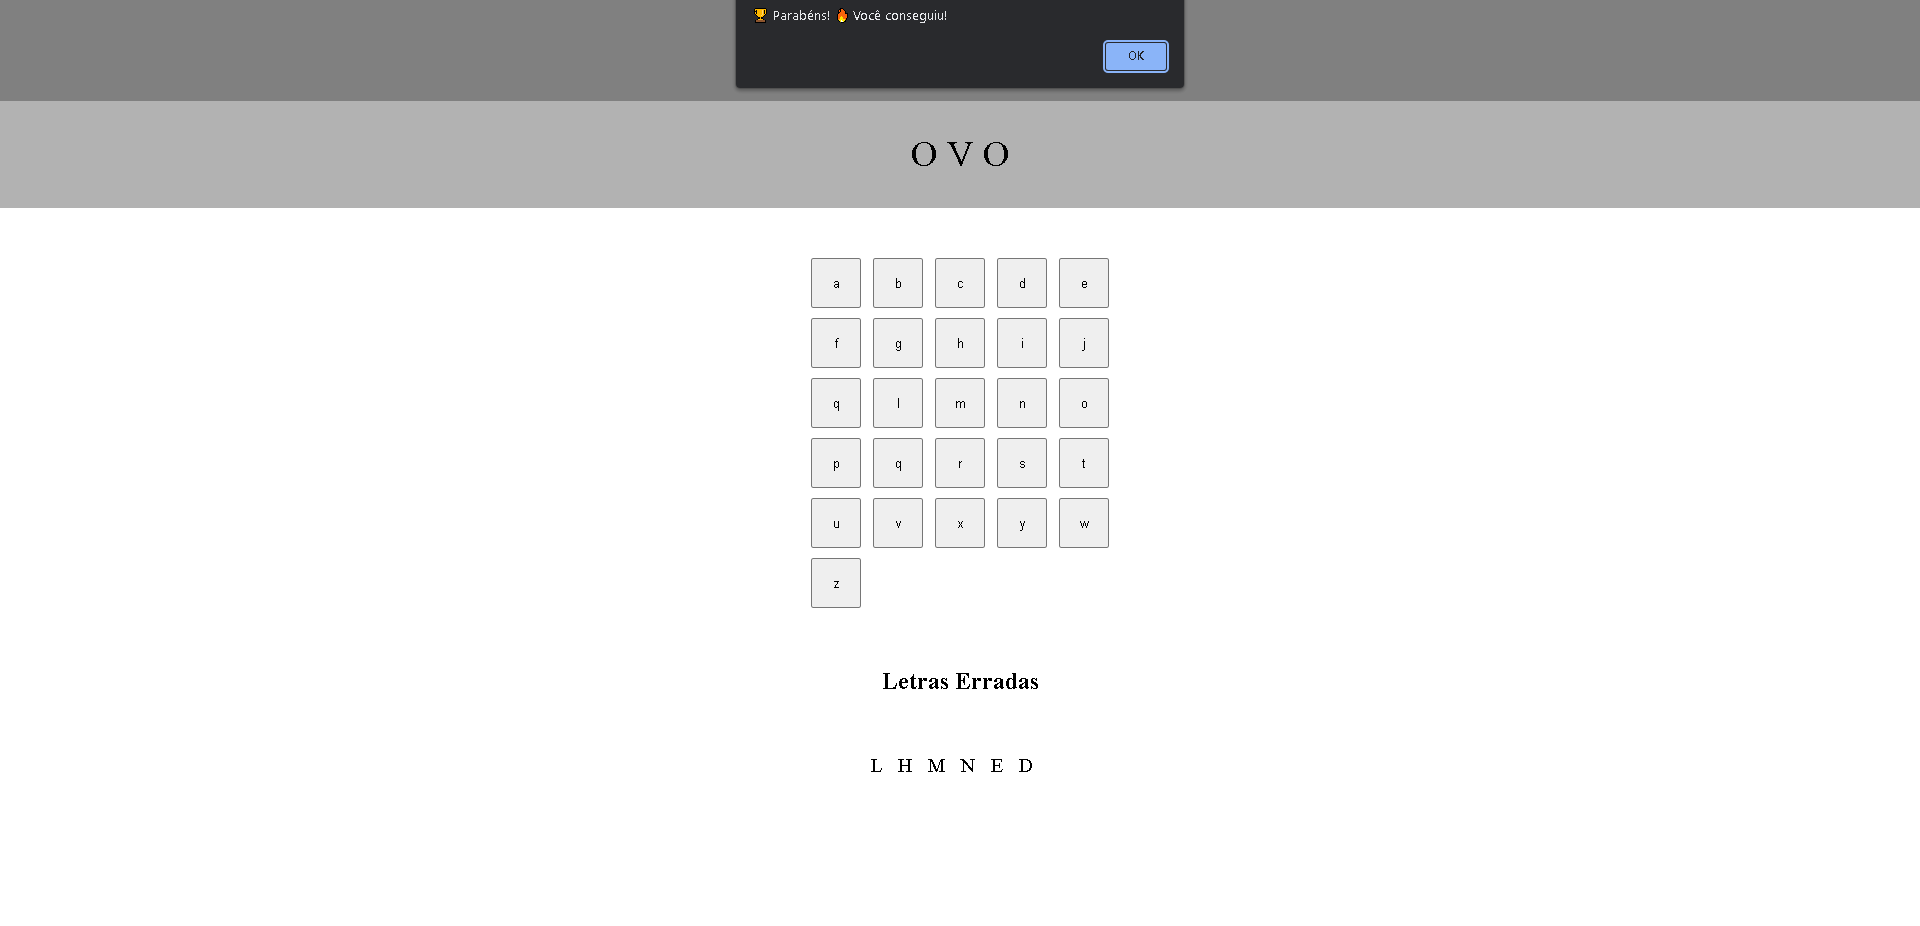 🏆 Parabéns! 🔥 Você conseguiu!
OK
O V O
a b c d e
f g h i j
q l m n o
p q r s t
u v x y w
z
Letras Erradas
L H M N E D